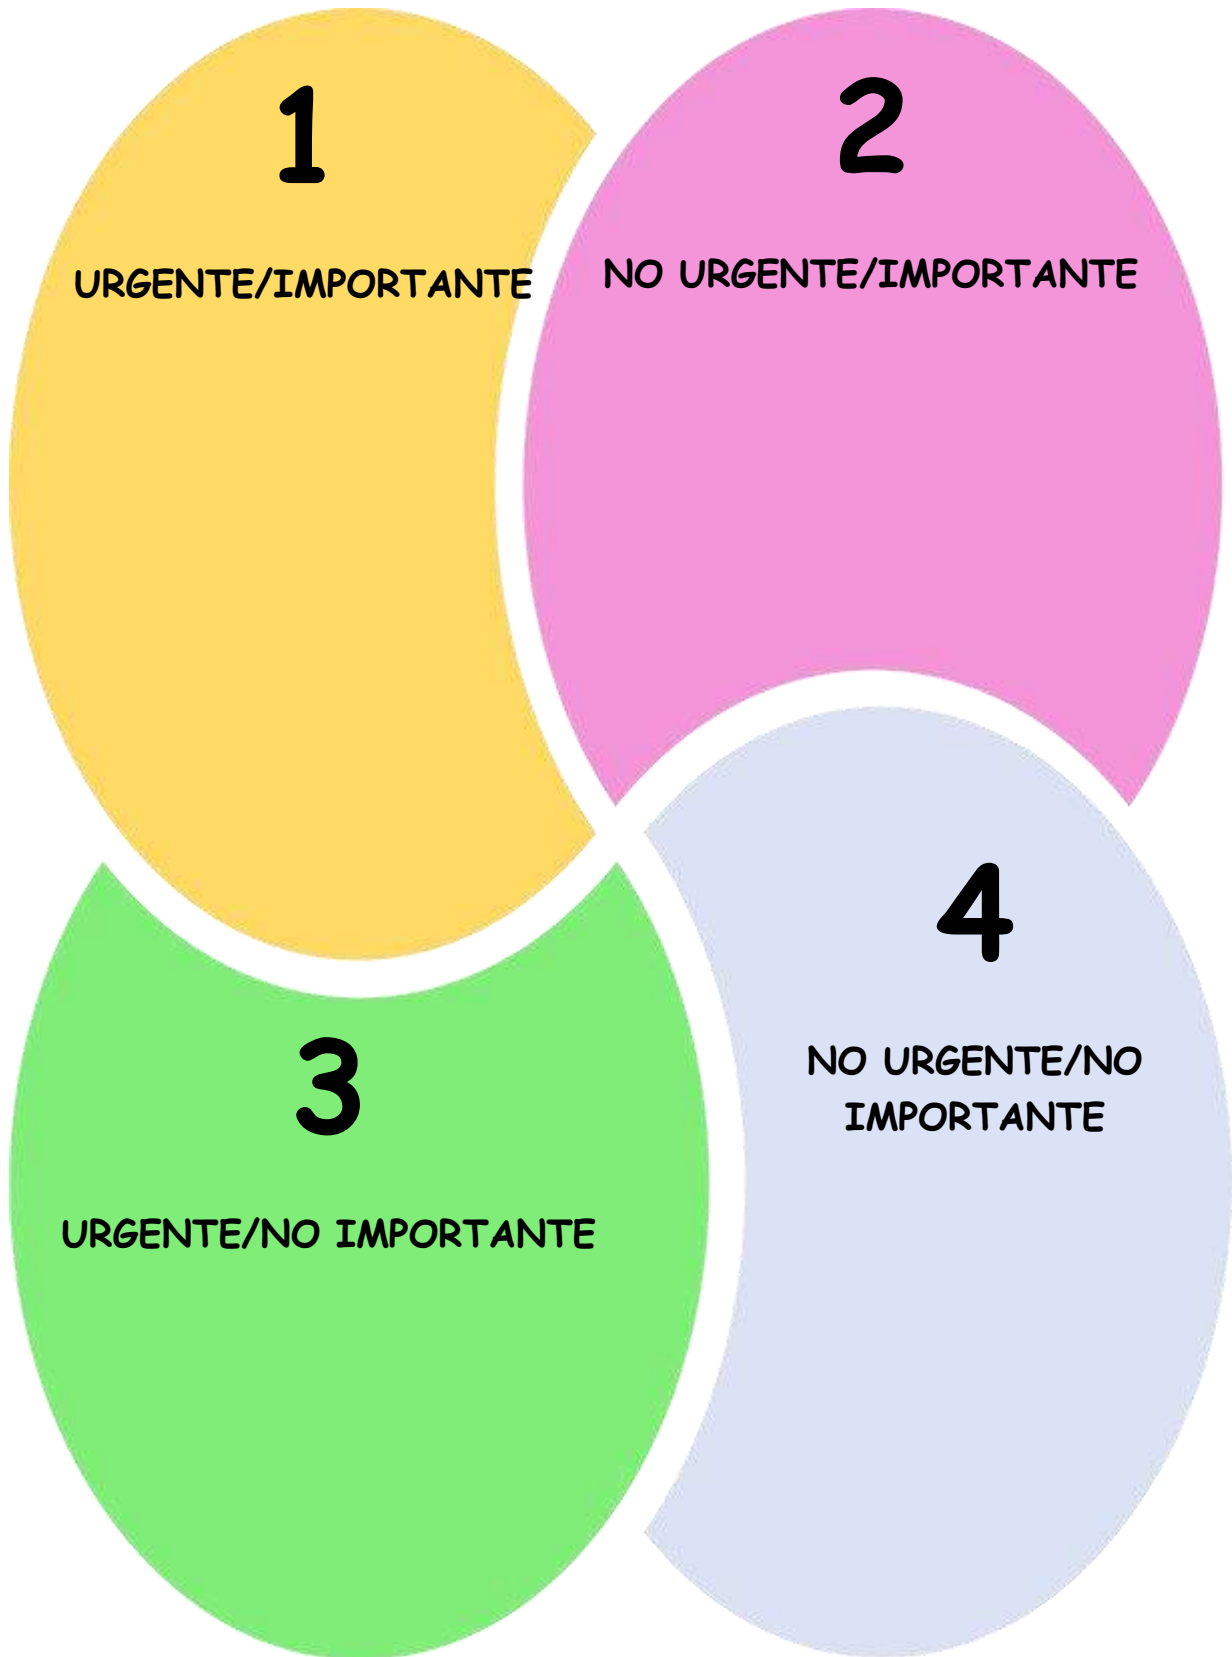 1
URGENTE/IMPORTANTE
2
NO URGENTE/IMPORTANTE
3
URGENTE/NO IMPORTANTE
4
NO URGENTE/NO
IMPORTANTE